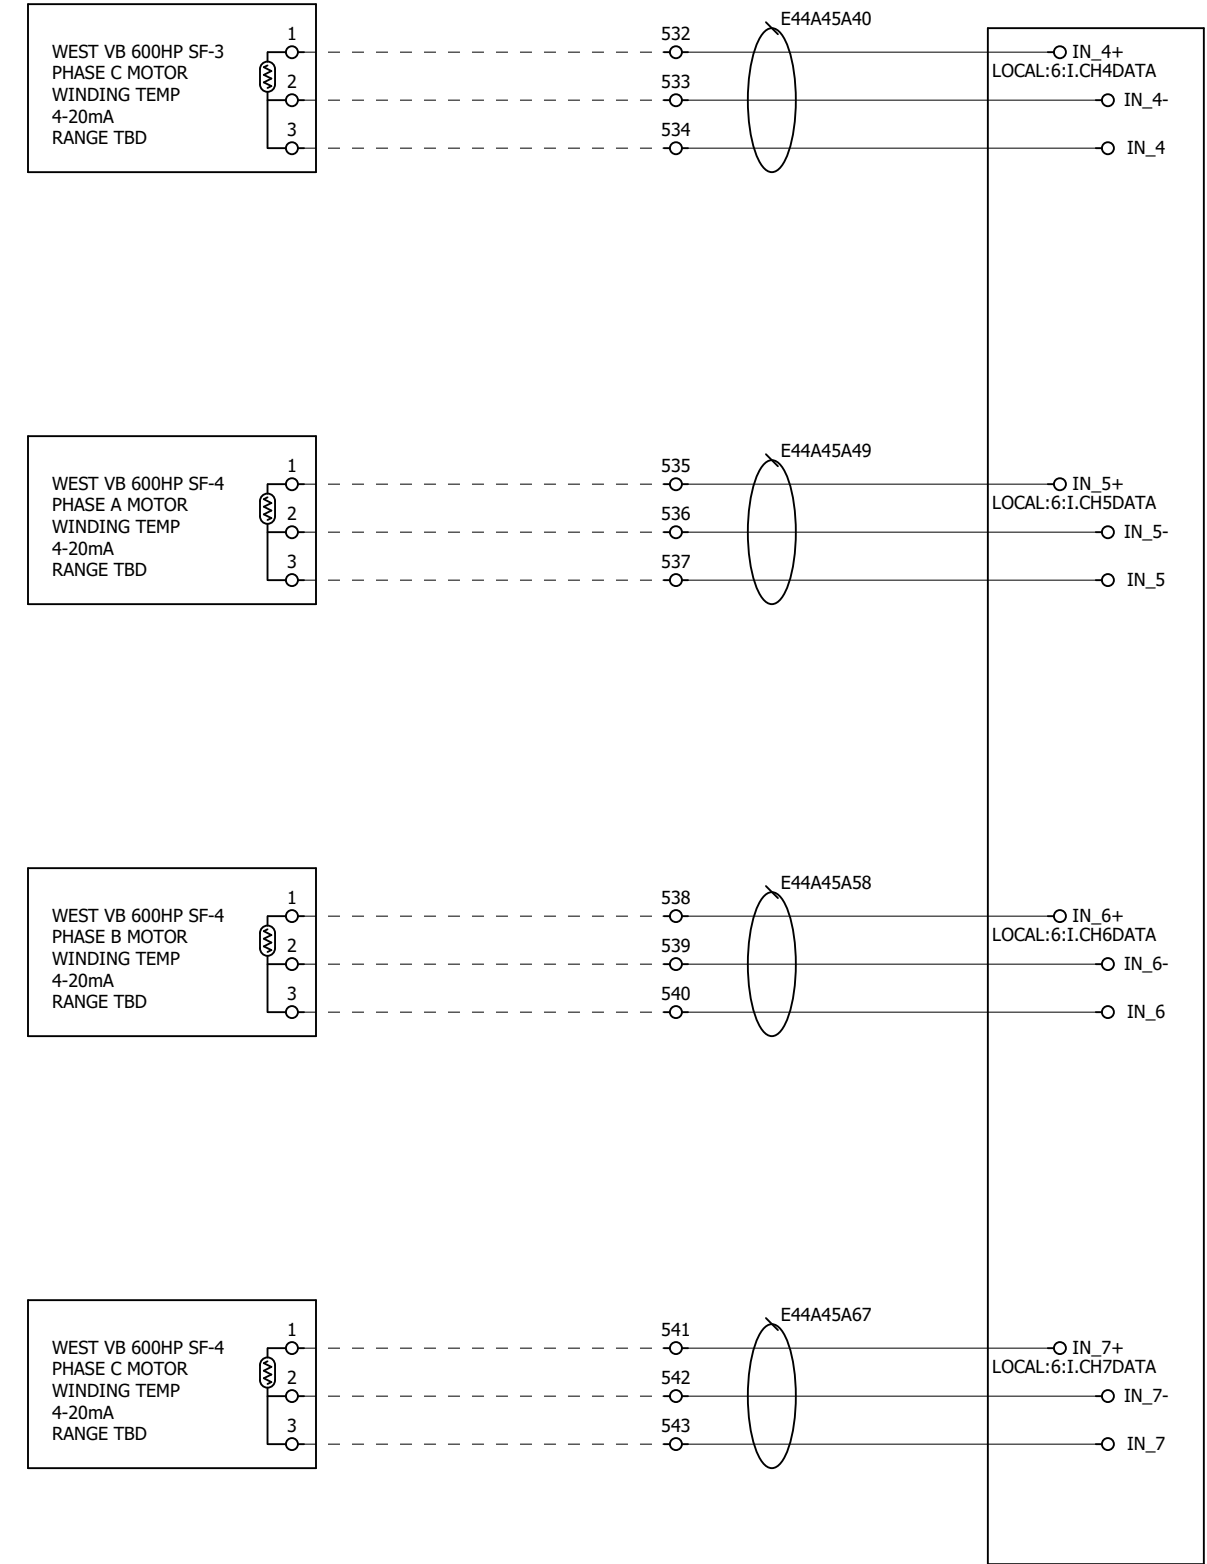 E44A45A40
1
532
WEST VB 600HP SF-3
PHASE C MOTOR
WINDING TEMP
4-20mA
RANGE TBD
IN_4+
LOCAL:6:I.CH4DATA
2
533
IN_4-
3
534
IN_4
E44A45A49
1
535
WEST VB 600HP SF-4
PHASE A MOTOR
WINDING TEMP
4-20mA
RANGE TBD
IN_5+
LOCAL:6:I.CH5DATA
2
536
IN_5-
3
537
IN_5
E44A45A58
1
538
WEST VB 600HP SF-4
PHASE B MOTOR
WINDING TEMP
4-20mA
RANGE TBD
IN_6+
LOCAL:6:I.CH6DATA
2
539
IN_6-
3
540
IN_6
E44A45A67
1
541
WEST VB 600HP SF-4
PHASE C MOTOR
WINDING TEMP
4-20mA
RANGE TBD
IN_7+
LOCAL:6:I.CH7DATA
2
542
IN_7-
3
543
IN_7